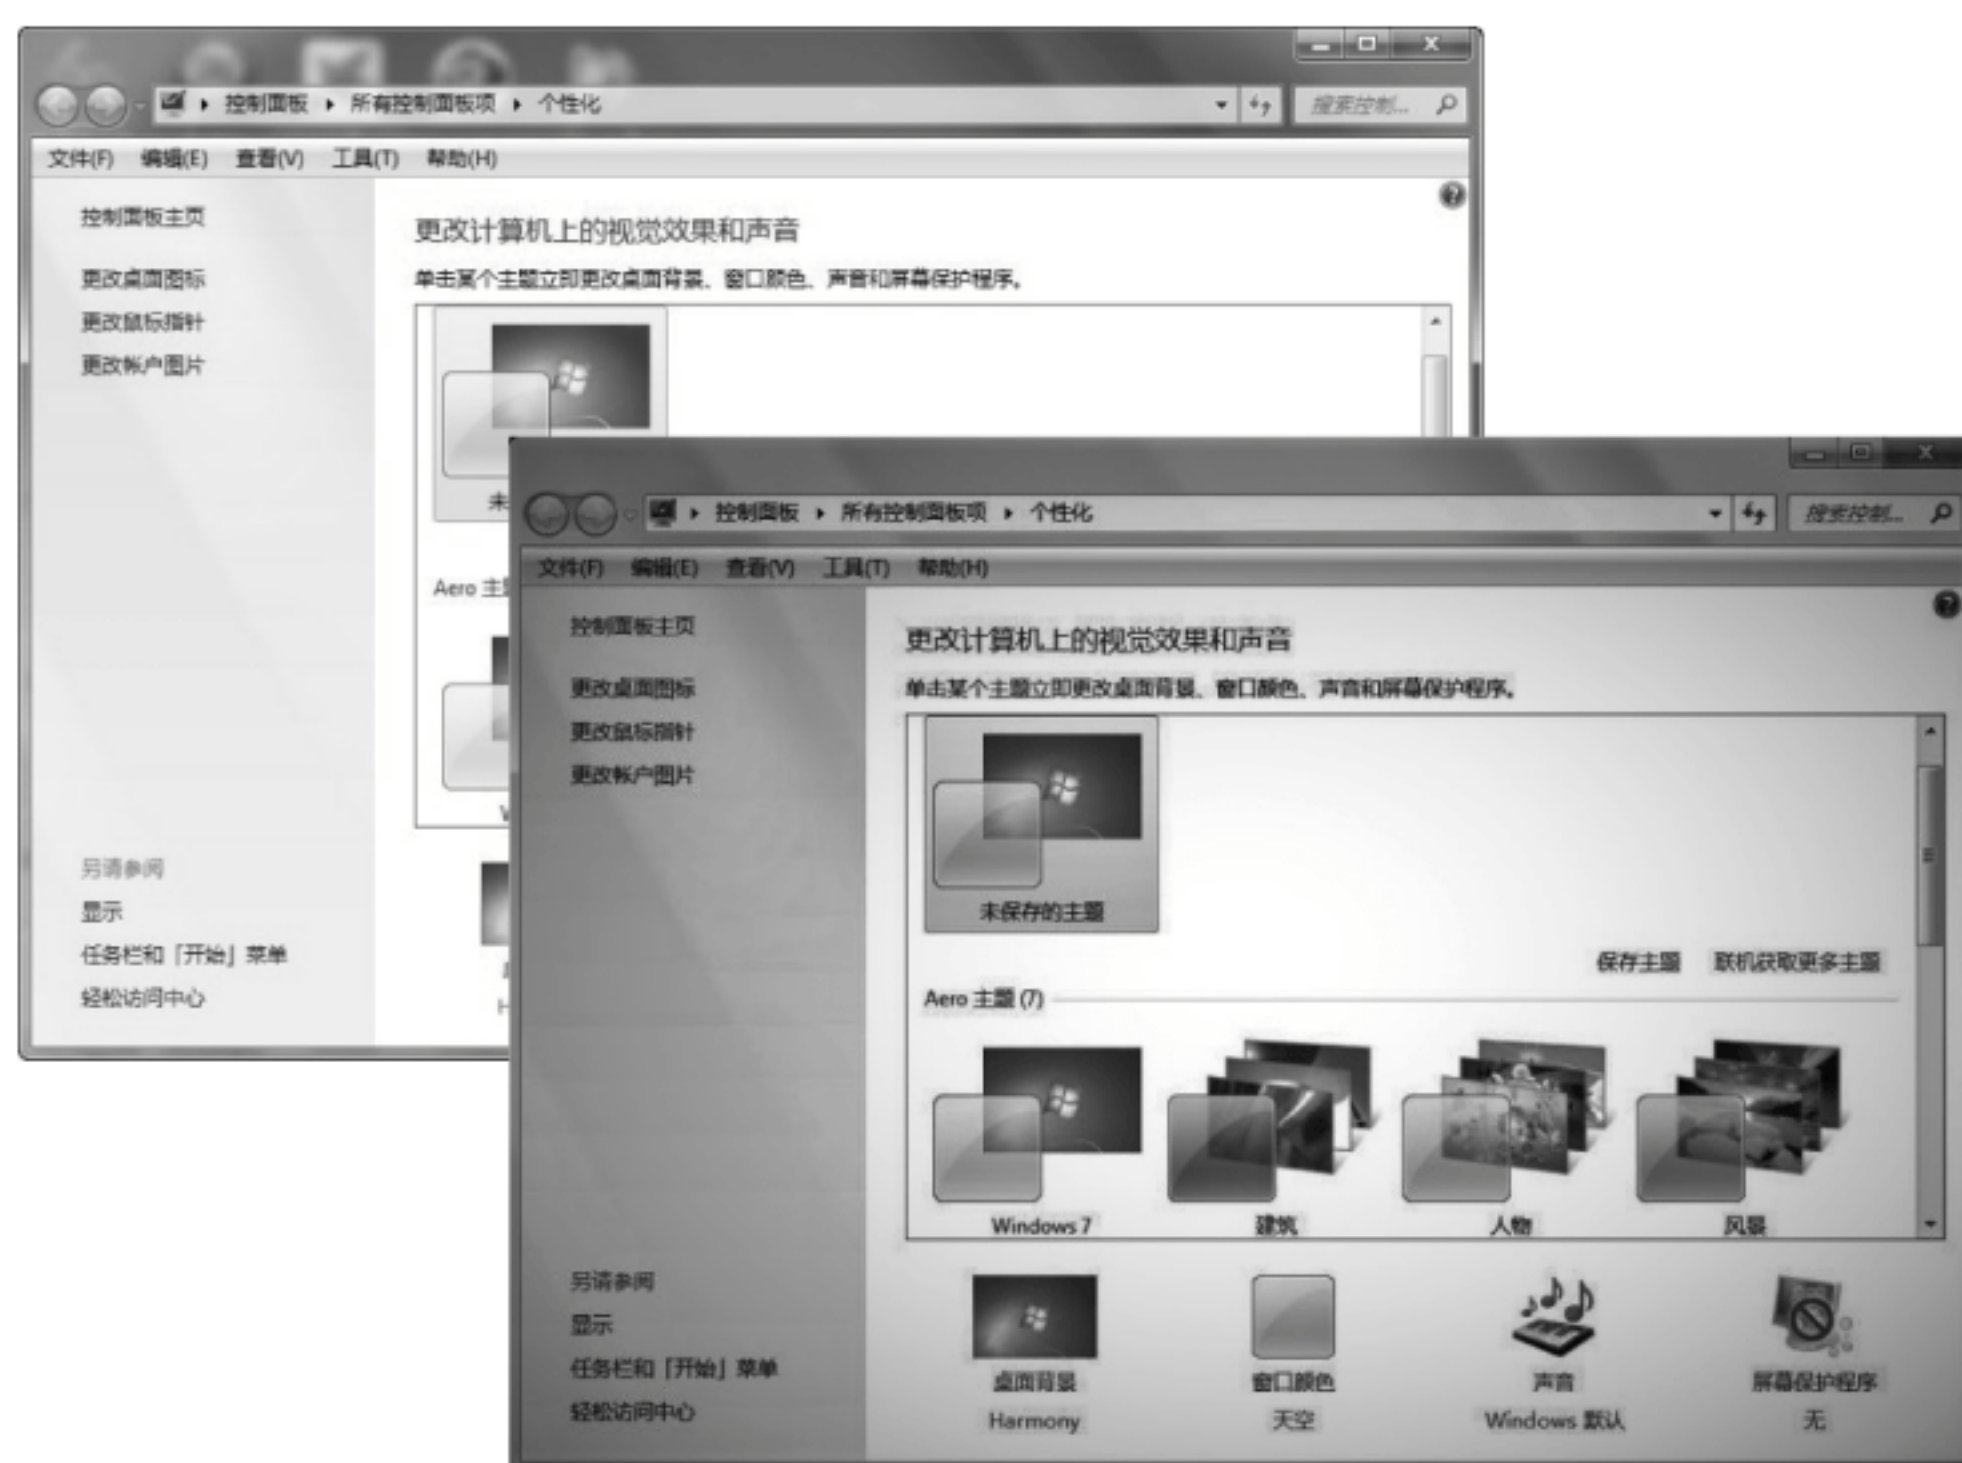 控制面板 所有控制面板项 个性化
搜索控制...
文件(F) 编辑(E) 查看(V) 工具(T) 帮助(H)
控制面板主页
更改桌面图标
更改鼠标指针
更改帐户图片
另请参阅
显示
任务栏和「开始」菜单
轻松访问中心
更改计算机上的视觉效果和声音
单击某个主题立即更改桌面背景、窗口颜色、声音和屏幕保护程序。
未
Aero 主
控制面板 所有控制面板项 个性化
搜索控制...
文件(F) 编辑(E) 查看(V) 工具(T) 帮助(H)
控制面板主页
更改桌面图标
更改鼠标指针
更改帐户图片
另请参阅
显示
任务栏和「开始」菜单
轻松访问中心
更改计算机上的视觉效果和声音
单击某个主题立即更改桌面背景、窗口颜色、声音和屏幕保护程序。
未保存的主题
保存主题 联机获取更多主题
Aero 主题 (7)
Windows 7 建筑 人物 风景
桌面背景 窗口颜色 声音 屏幕保护程序
Harmony 天空 Windows 默认 无